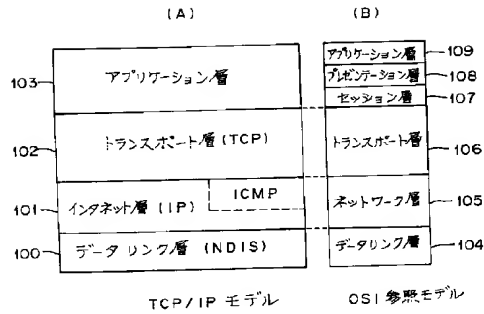 (A)
103
アプリケーション層
102
トランスポート層(TCP)
101
インタネット層(IP)
ICMP
100
データリンク層(NDIS)
TCP/IPモデル
(B)
アプリケーション層
109
プレゼンテーション層
108
セッション層
107
トランスポート層
106
ネットワーク層
105
データリンク層
104
OSI参照モデル